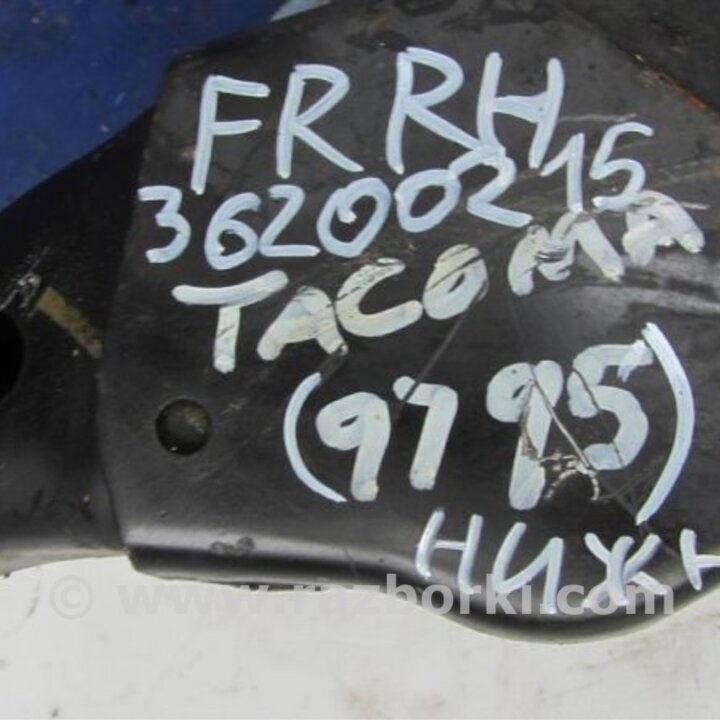 FR RH
36200215
TACOMA
(9795)
НИЖН
© www.razborki.com